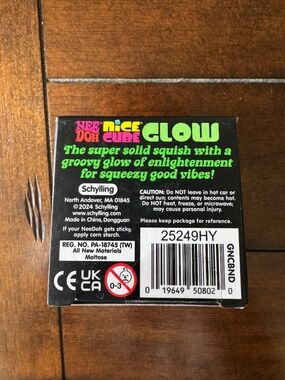 NEE DOH NICE CUBE GLOW
The super solid squish with a
groovy glow of enlightenment
for squeezy good vibes!
Schylling
North Andover, MA 01845
©2024 Schylling
www.schylling.com
Made in China, Dongguan
If your NeeDoh gets sticky,
apply corn starch.
REG. NO. PA-18745 (TW)
All New Materials
Maltose
CE UK CA 0-3
CAUTION: Do NOT leave in hot car or
direct sun; contents may become hot.
Do NOT heat, freeze, or microwave;
may cause personal injury.
Please keep package for reference.
25249HY
GNCBND
0 19649 50802 0